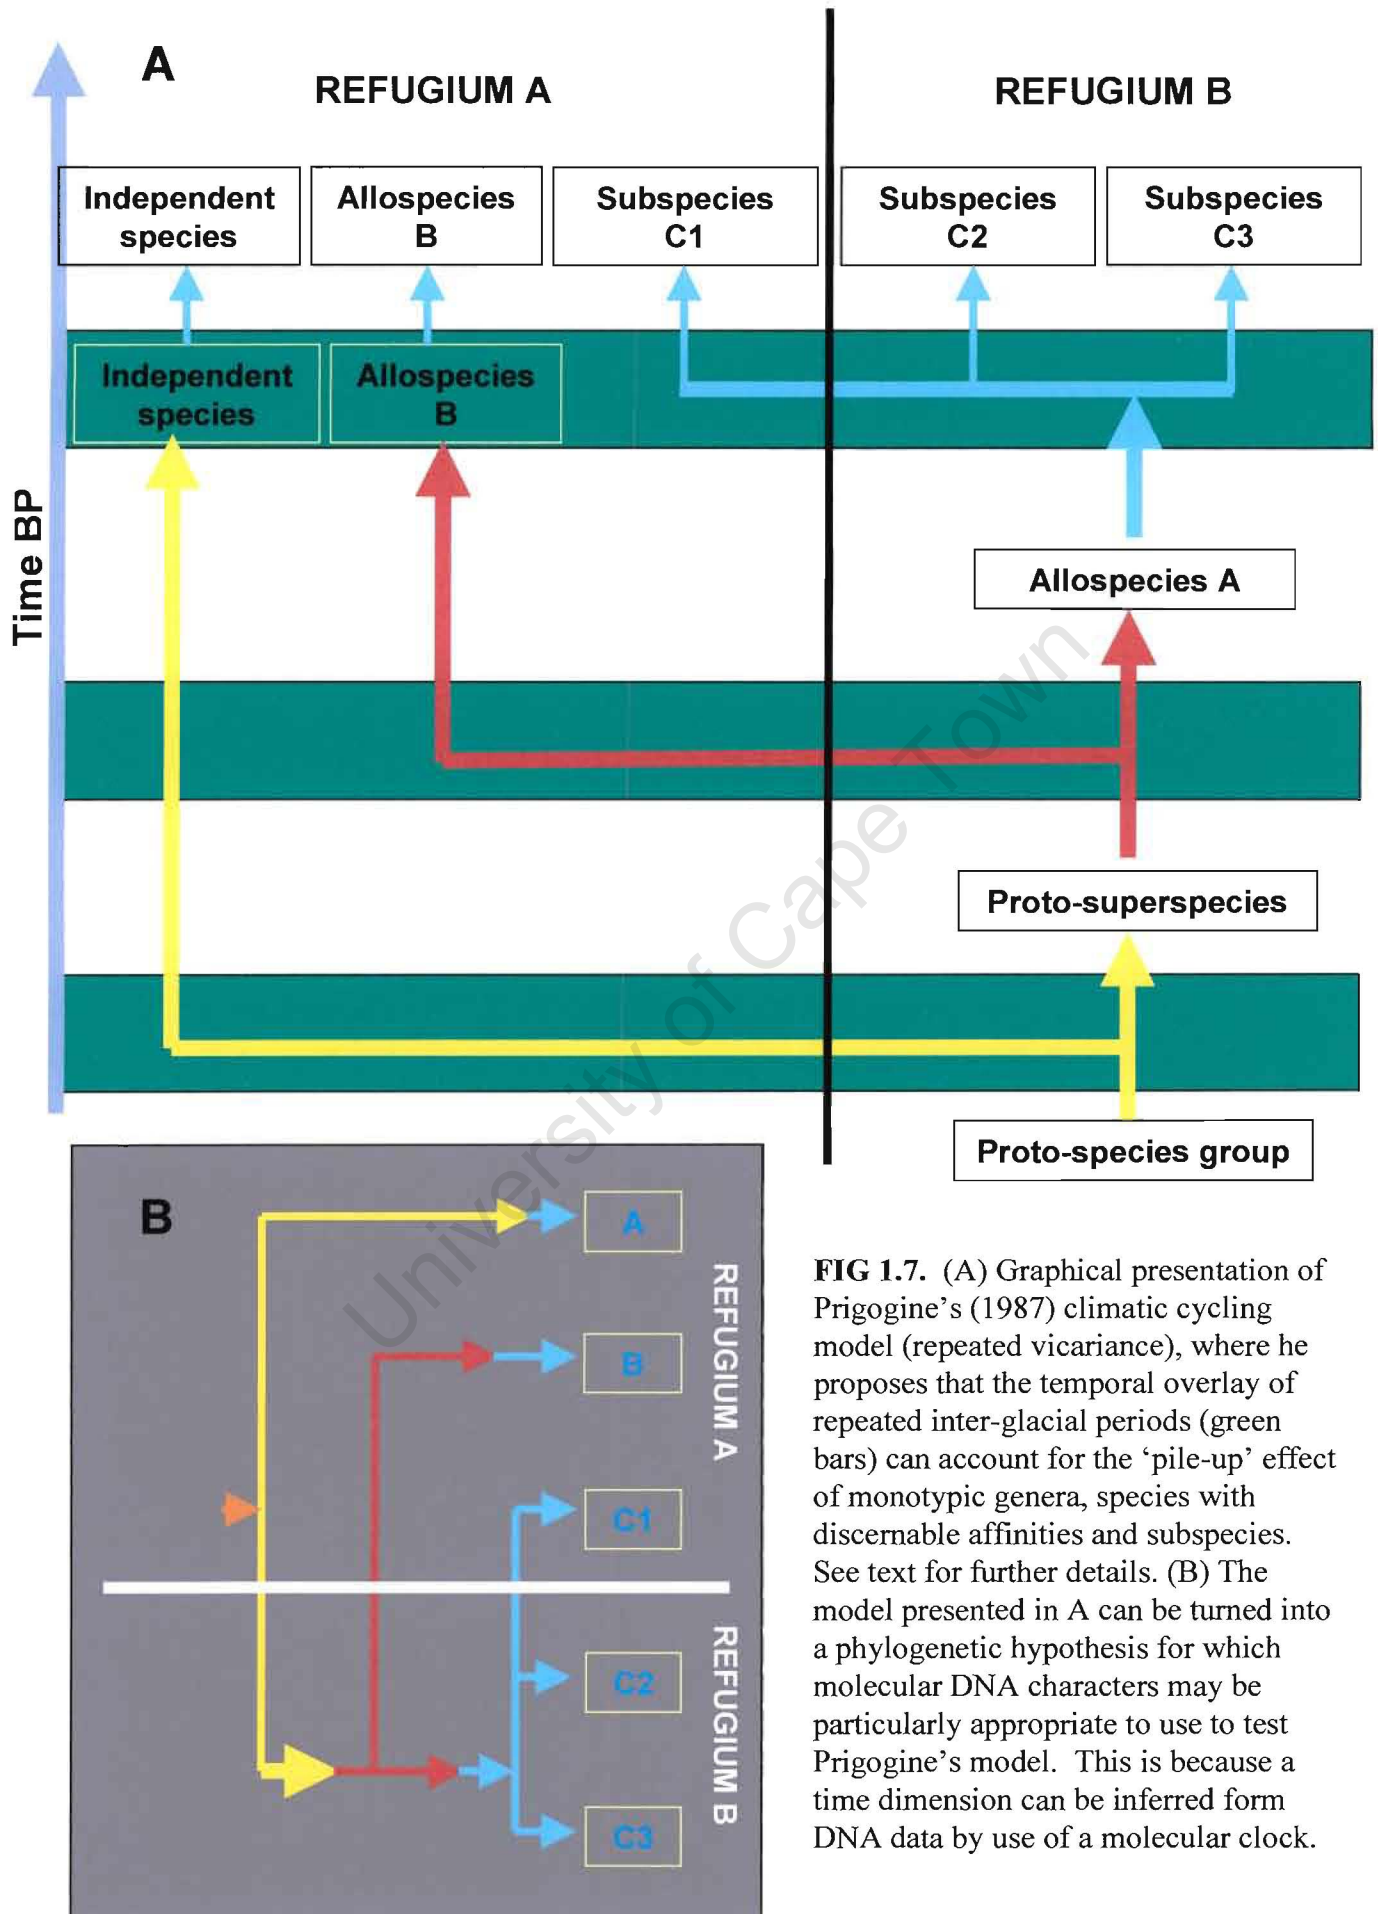 A
REFUGIUM A
REFUGIUM B
Independent
species
Allospecies
B
Subspecies
C1
Subspecies
C2
Subspecies
C3
Independent
species
Allospecies
B
Time BP
Allospecies A
Proto-superspecies
Proto-species group
University of Cape Town
B
A
B
C1
C2
C3
REFUGIUM A
REFUGIUM B
FIG 1.7. (A) Graphical presentation of
Prigogine's (1987) climatic cycling
model (repeated vicariance), where he
proposes that the temporal overlay of
repeated inter-glacial periods (green
bars) can account for the 'pile-up' effect
of monotypic genera, species with
discernable affinities and subspecies.
See text for further details. (B) The
model presented in A can be turned into
a phylogenetic hypothesis for which
molecular DNA characters may be
particularly appropriate to use to test
Prigogine's model. This is because a
time dimension can be inferred form
DNA data by use of a molecular clock.